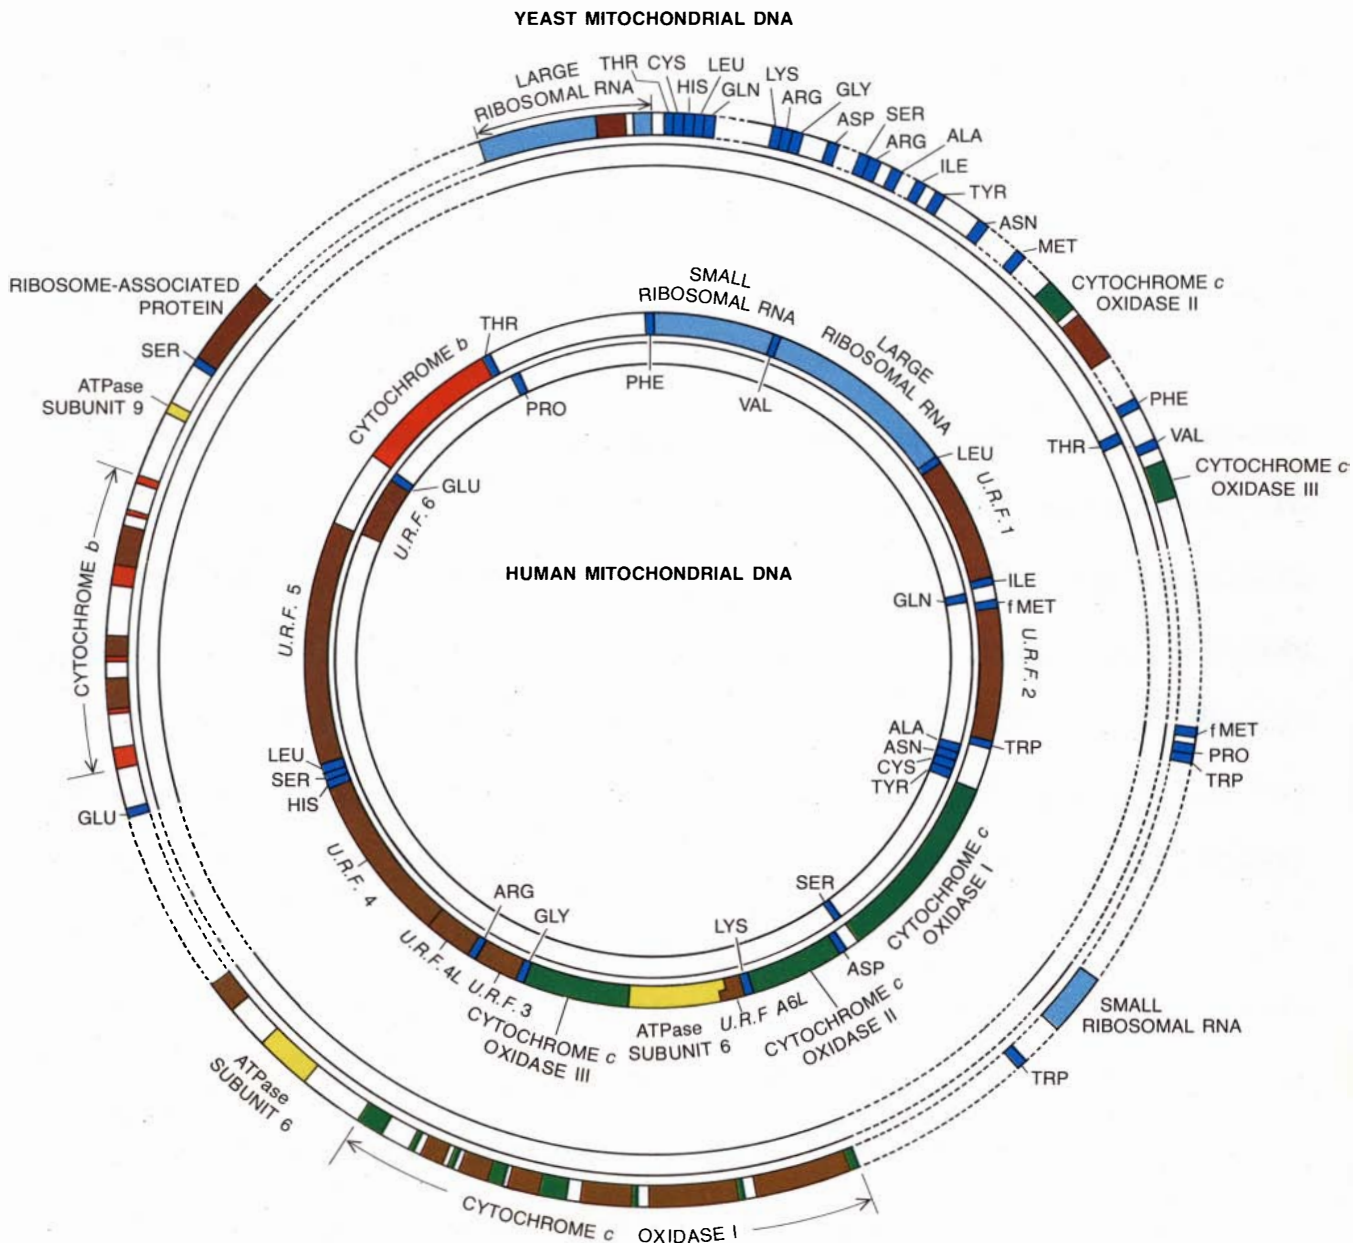 YEAST MITOCHONDRIAL DNA
LARGE
RIBOSOMAL RNA
THR
CYS
HIS
LEU
GLN
LYS
ARG
GLY
ASP
SER
ARG
ALA
ILE
TYR
ASN
MET
CYTOCHROME c
OXIDASE II
PHE
THR
VAL
CYTOCHROME c
OXIDASE III
fMET
PRO
TRP
SMALL
RIBOSOMAL RNA
TRP
CYTOCHROME c OXIDASE I
ATPase
SUBUNIT 6
GLU
CYTOCHROME b
ATPase
SUBUNIT 9
SER
RIBOSOME-ASSOCIATED
PROTEIN
HUMAN MITOCHONDRIAL DNA
SMALL
RIBOSOMAL RNA
PHE
VAL
LARGE
RIBOSOMAL RNA
LEU
U.R.F. 1
ILE
GLN
fMET
U.R.F. 2
ALA
ASN
CYS
TYR
TRP
CYTOCHROME c
OXIDASE I
SER
ASP
CYTOCHROME c
OXIDASE II
LYS
U.R.F A6L
ATPase
SUBUNIT 6
CYTOCHROME c
OXIDASE III
GLY
U.R.F. 3
ARG
U.R.F. 4L
U.R.F. 4
HIS
SER
LEU
U.R.F. 5
U.R.F. 6
GLU
CYTOCHROME b
THR
PRO